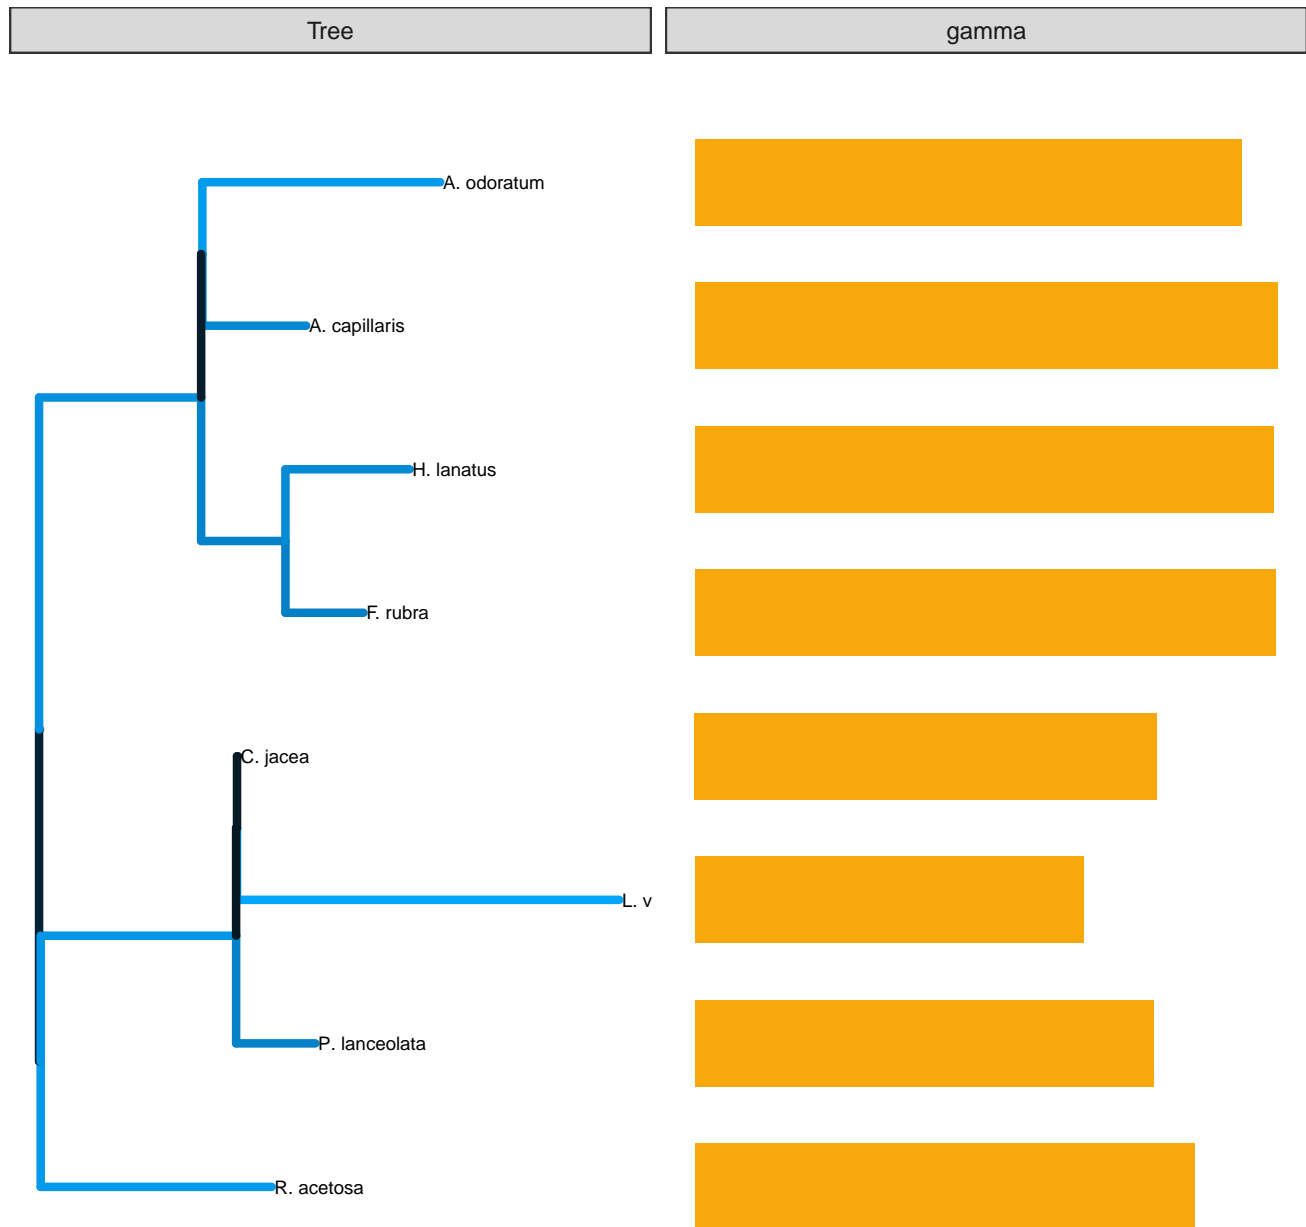 Tree
gamma
A. odoratum
A. capillaris
H. lanatus
F. rubra
C. jacea
L. v
P. lanceolata
R. acetosa